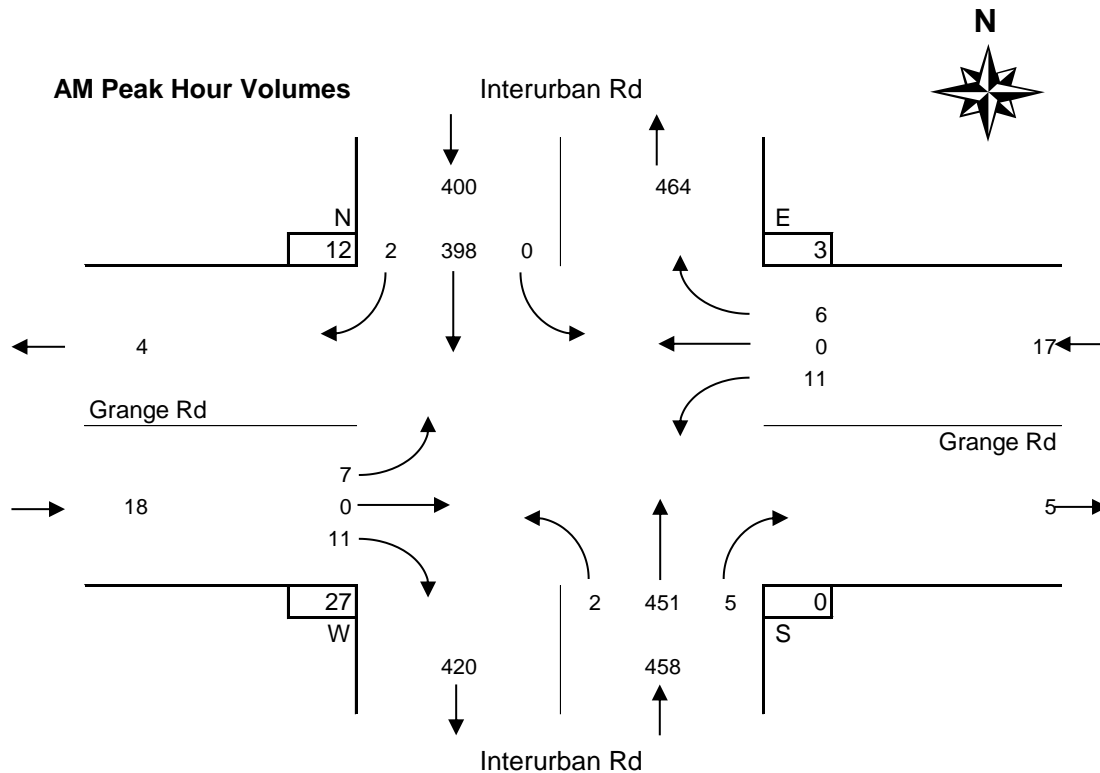 N
AM Peak Hour Volumes Interurban Rd
400 464
N E
12 2 398 0 3
6
4 0 17
11
Grange Rd
Grange Rd
7
18 0 5
11
27 2 451 5 0
W S
420 458
Interurban Rd